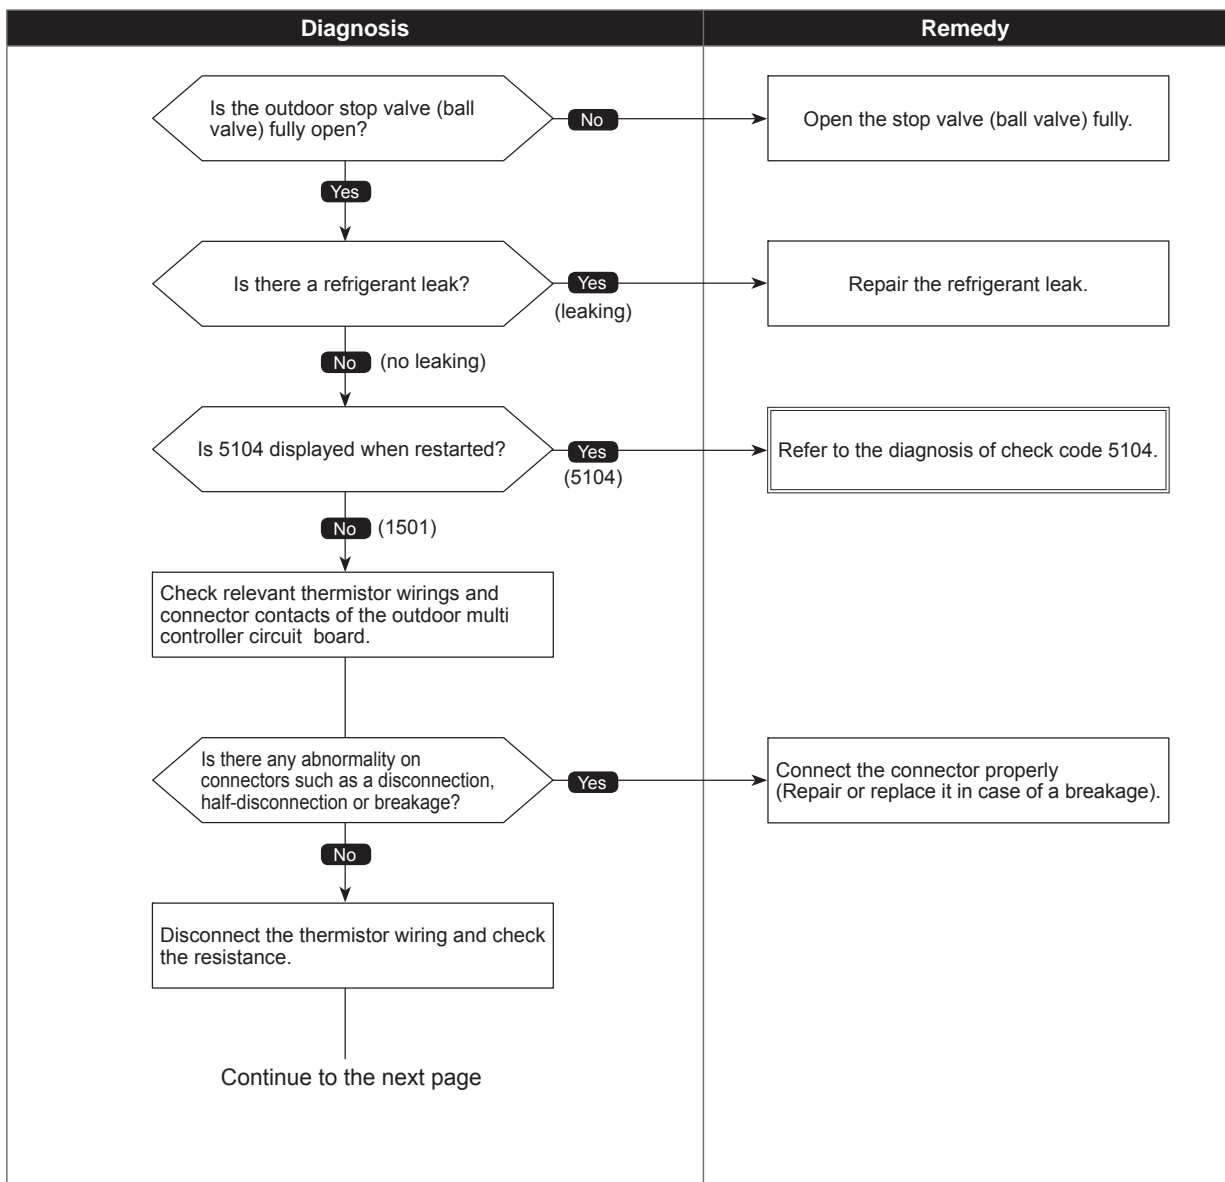 Diagnosis
Remedy
Is the outdoor stop valve (ball
valve) fully open?
No
Open the stop valve (ball valve) fully.
Yes
Is there a refrigerant leak?
Yes
(leaking)
Repair the refrigerant leak.
No (no leaking)
Is 5104 displayed when restarted?
Yes
(5104)
Refer to the diagnosis of check code 5104.
No (1501)
Check relevant thermistor wirings and
connector contacts of the outdoor multi
controller circuit board.
Is there any abnormality on
connectors such as a disconnection,
half-disconnection or breakage?
Yes
Connect the connector properly
(Repair or replace it in case of a breakage).
No
Disconnect the thermistor wiring and check
the resistance.
Continue to the next page